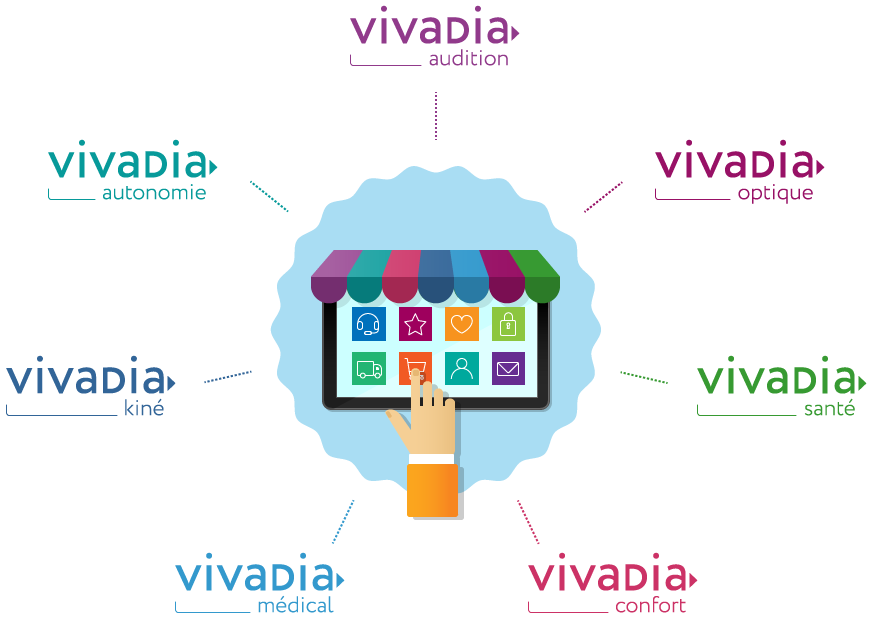 vivadia
audition
vivadia
autonomie
vivadia
optique
vivadia
kiné
vivadia
santé
vivadia
médical
vivadia
confort